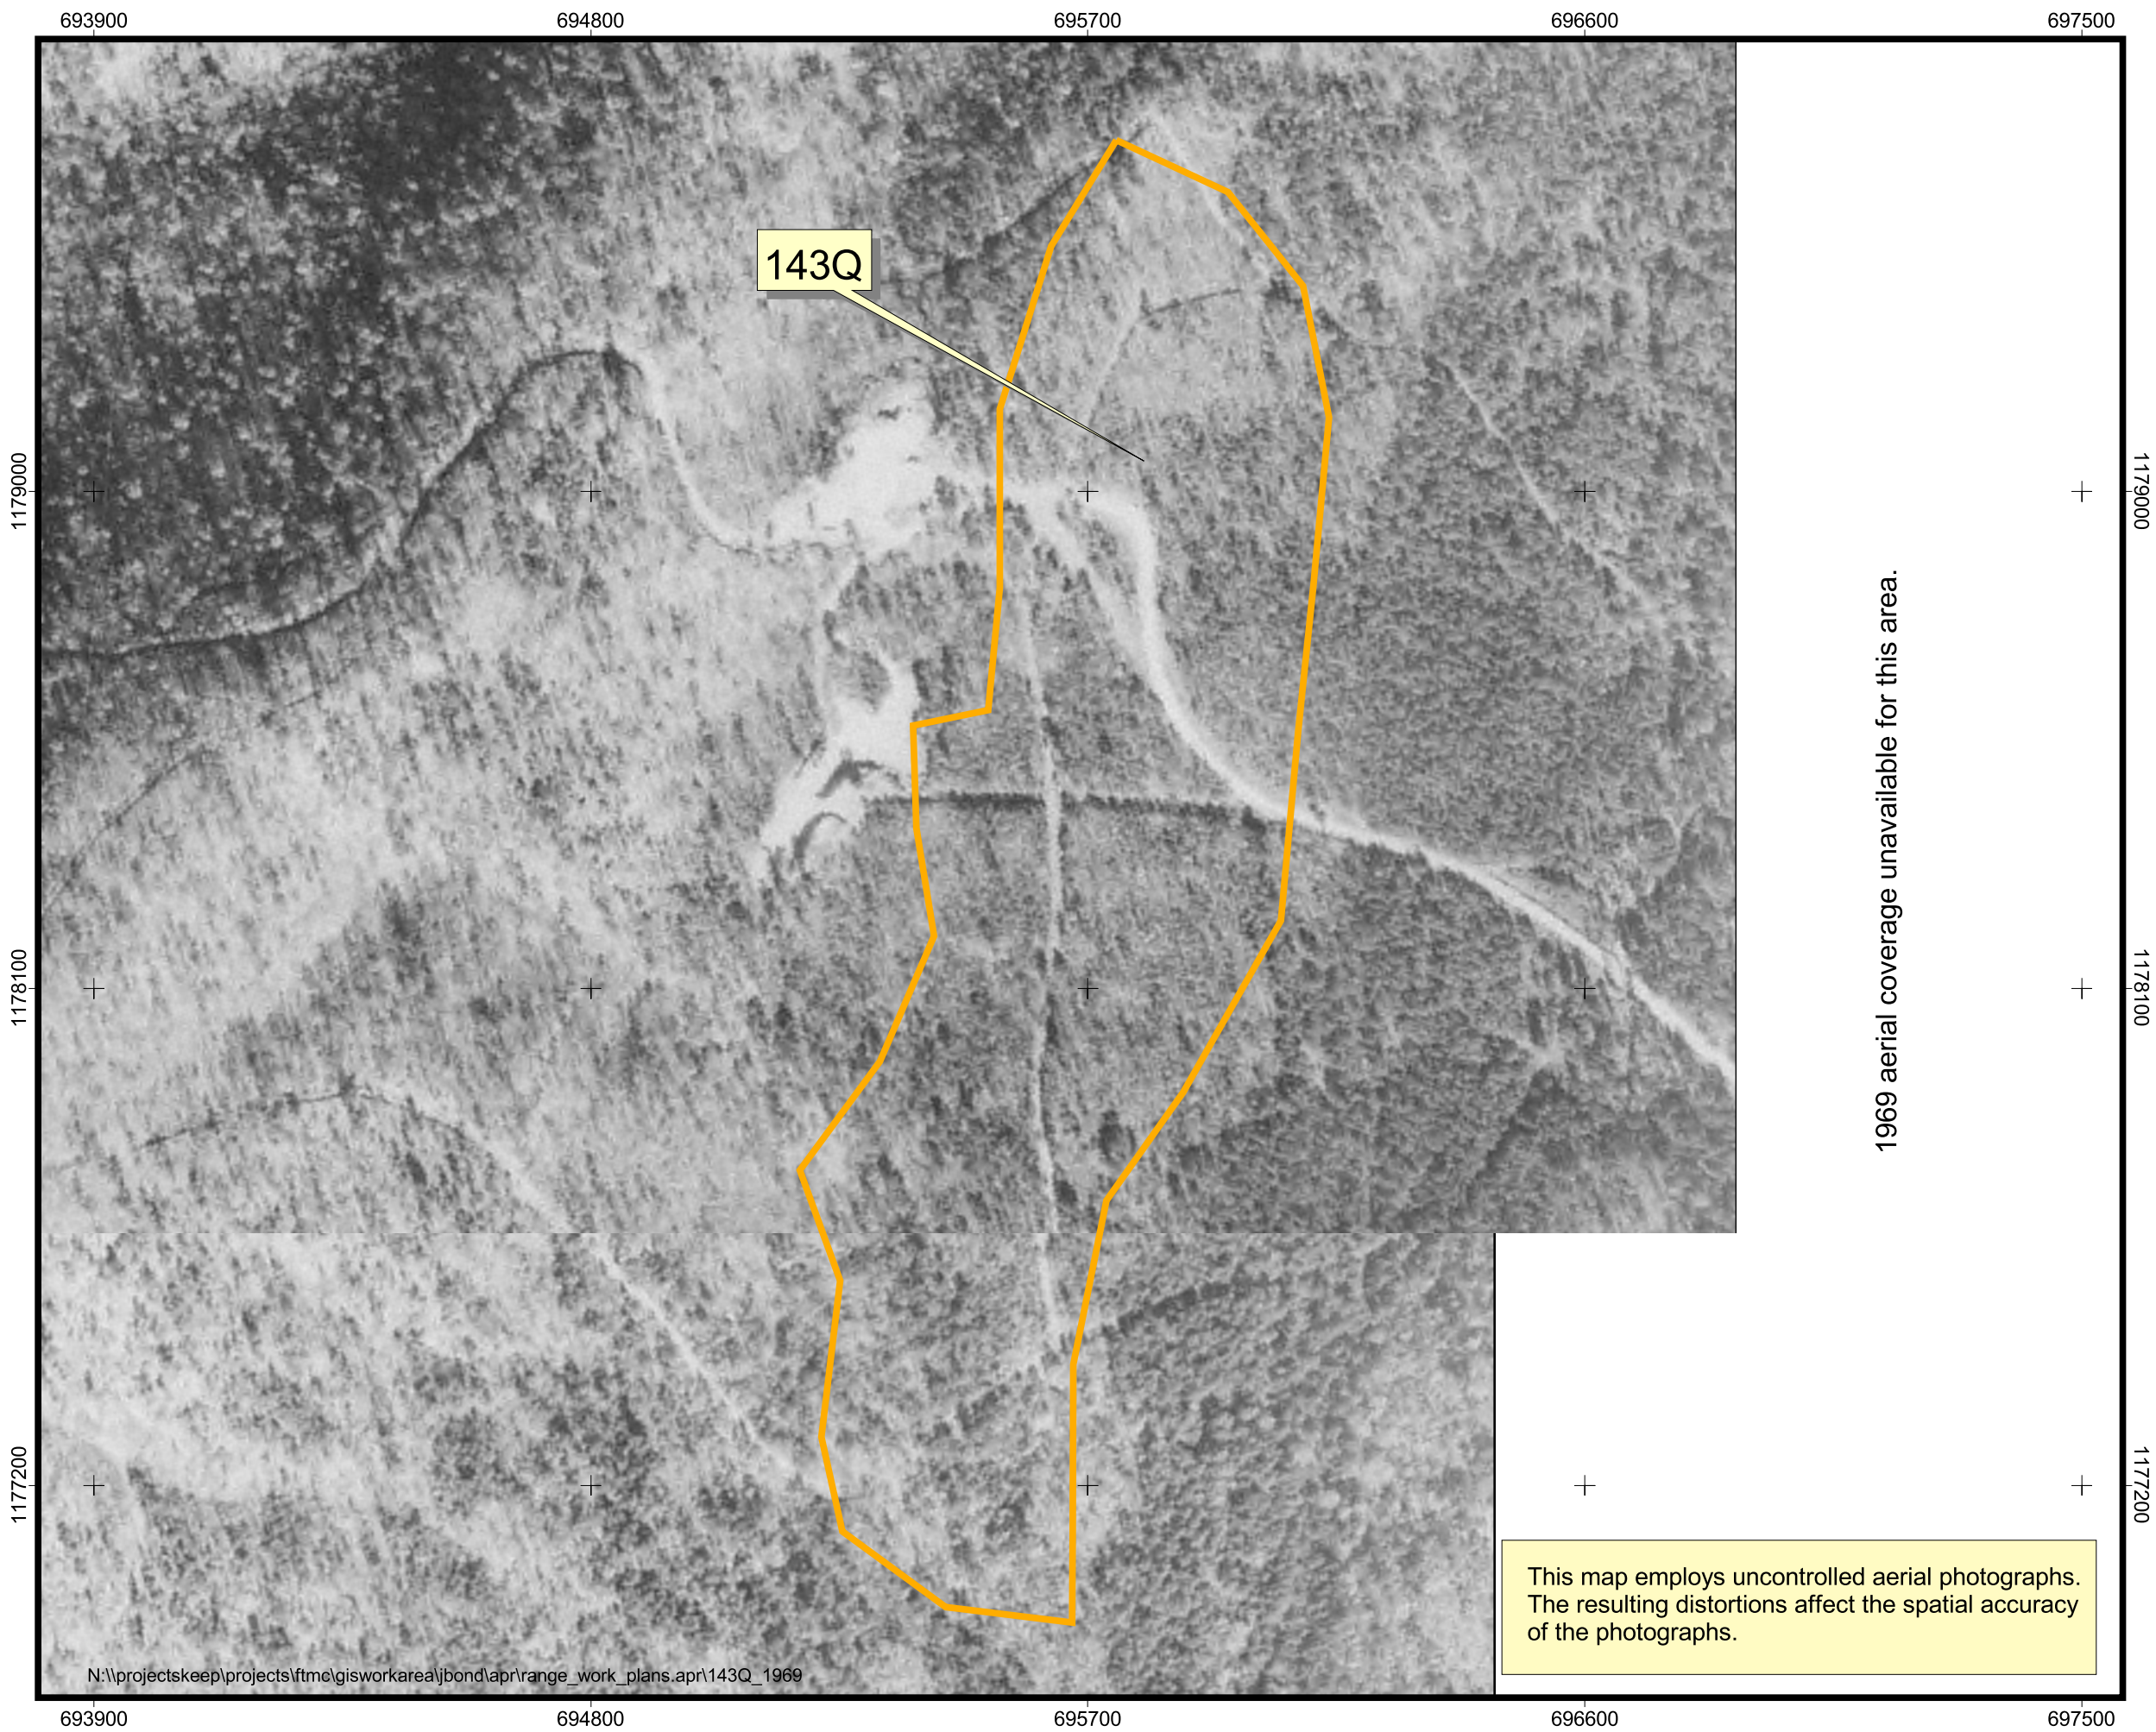 693900 694800 695700 696600 697500
143Q
1179000 1179000
1969 aerial coverage unavailable for this area.
1178100 1178100
1177200 1177200
This map employs uncontrolled aerial photographs.
The resulting distortions affect the spatial accuracy
of the photographs.
N:\\projectskeep\projects\ftmc\gisworkarea\jbond\apr\range_work_plans.apr\143Q_1969
693900 694800 695700 696600 697500